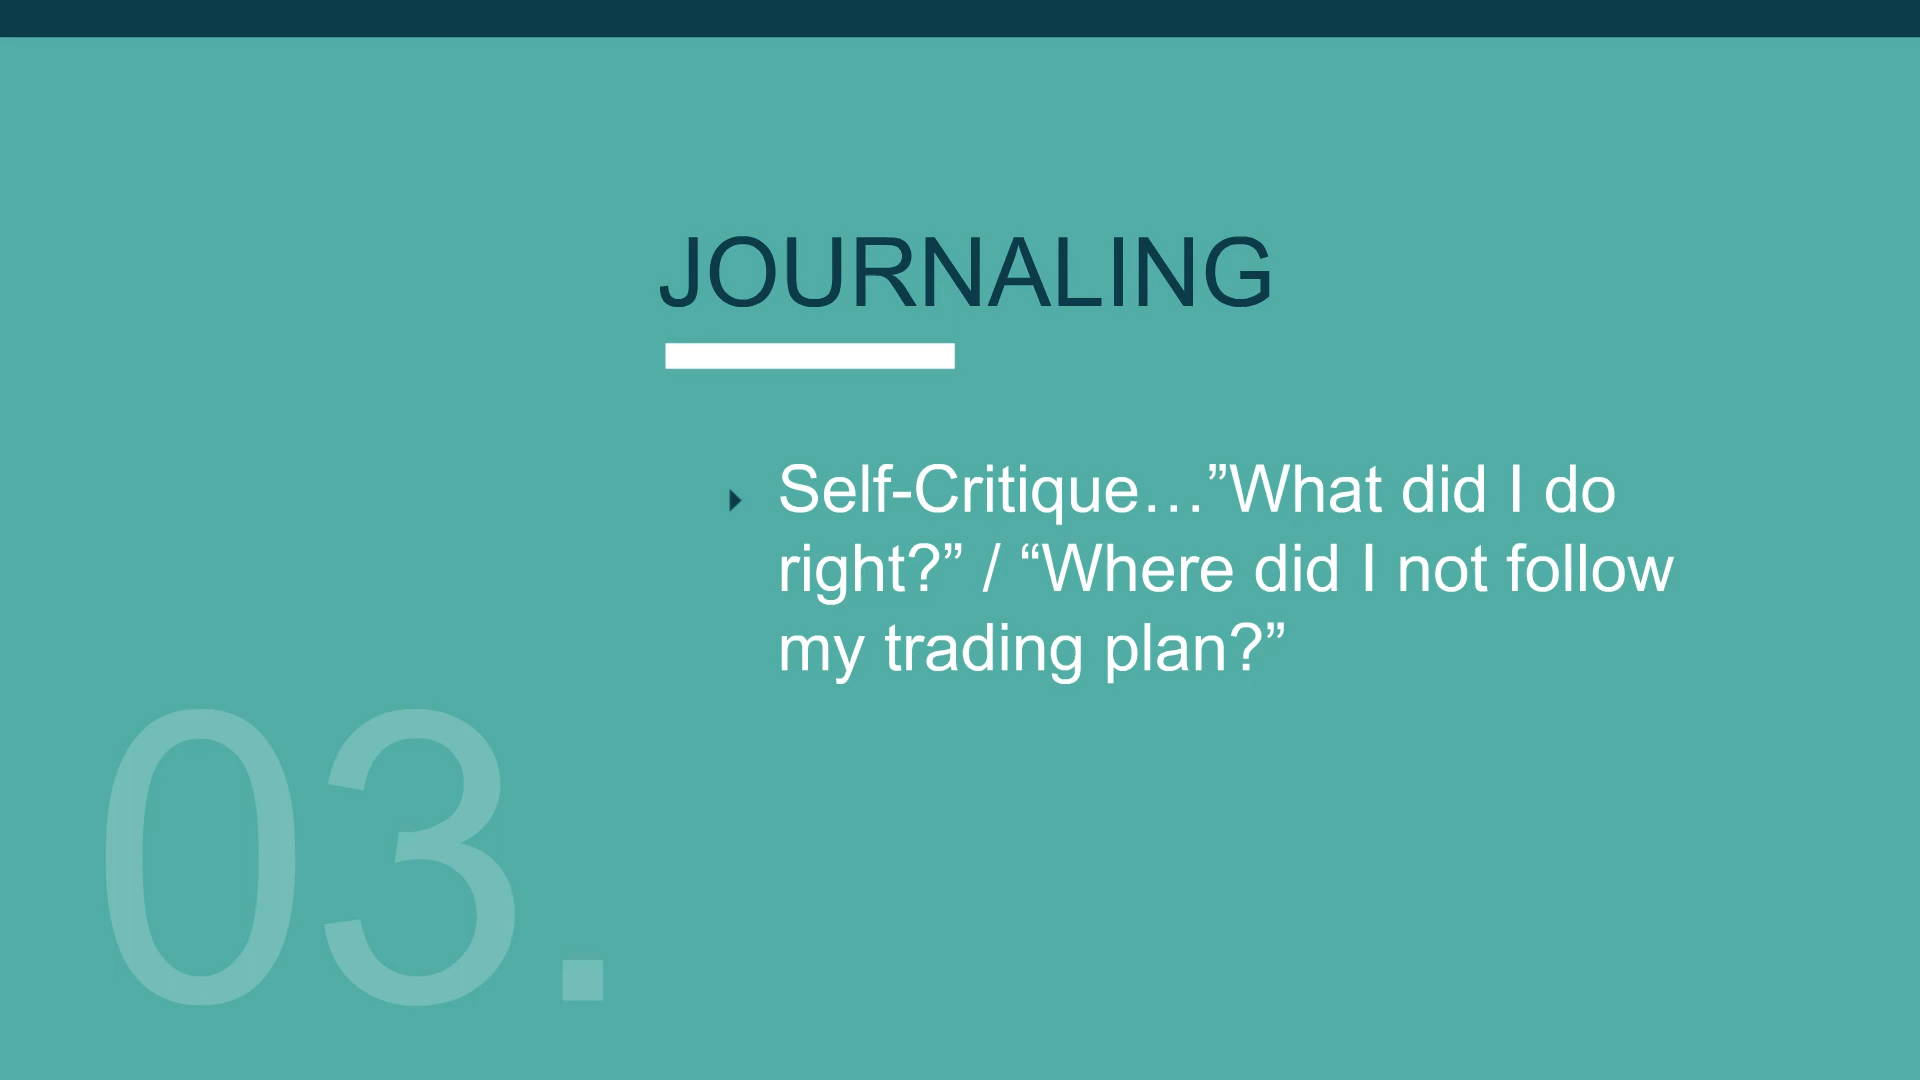 JOURNALING
Self-Critique…”What did I do
right?” / “Where did I not follow
my trading plan?”
03.